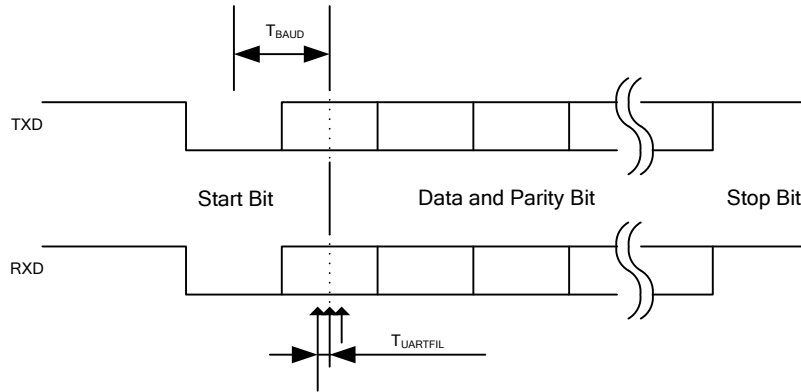 TBAUD
TXD
Start Bit
Data and Parity Bit
Stop Bit
RXD
TUARTFIL